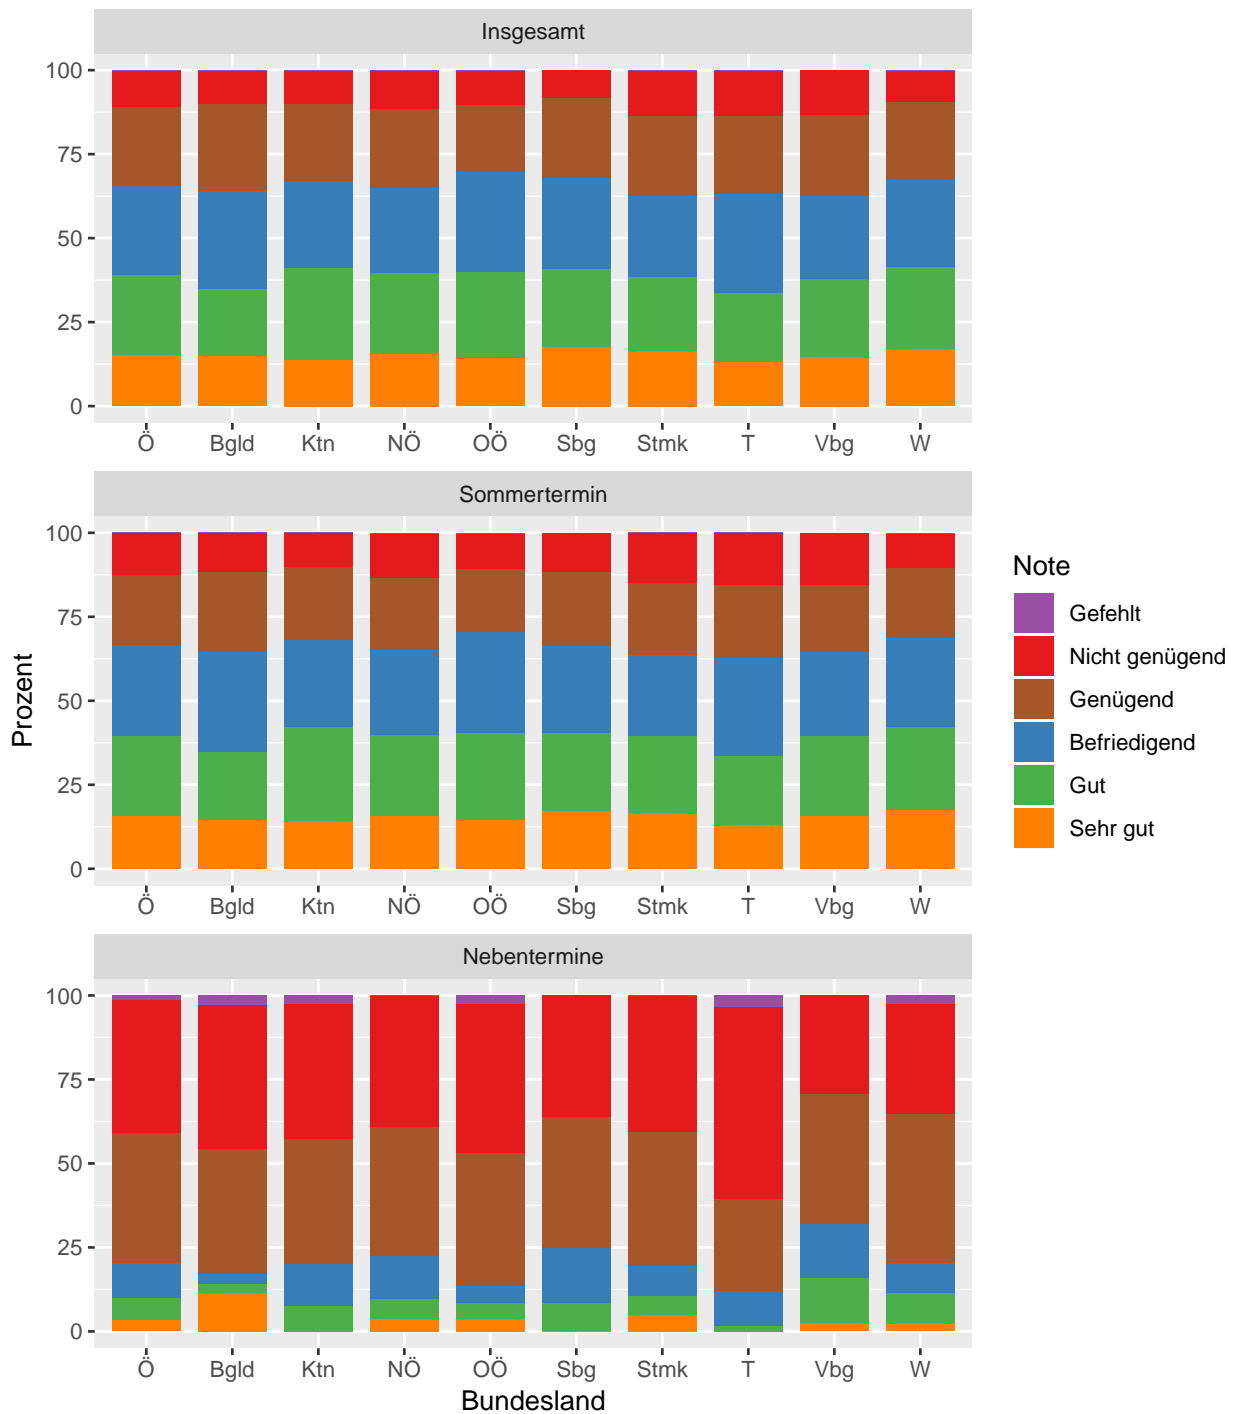 Insgesamt
100
75
50
25
0
Ö Bgld Ktn NÖ OÖ Sbg Stmk T Vbg W
Sommertermin
100
75
50
25
0
Ö Bgld Ktn NÖ OÖ Sbg Stmk T Vbg W
Nebentermine
100
75
50
25
0
Ö Bgld Ktn NÖ OÖ Sbg Stmk T Vbg W
Bundesland
Prozent
Note
Gefehlt
Nicht genügend
Genügend
Befriedigend
Gut
Sehr gut